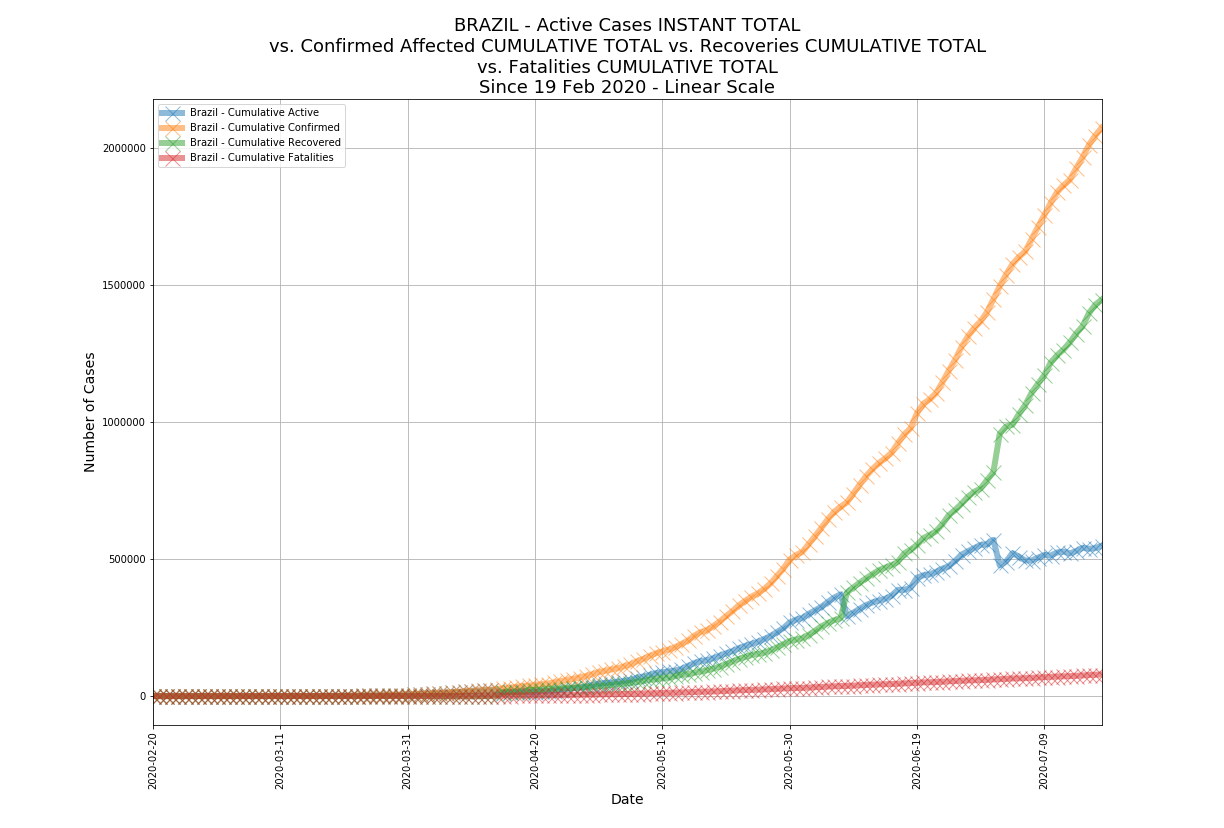 BRAZIL - Active Cases INSTANT TOTAL
vs. Confirmed Affected CUMULATIVE TOTAL vs. Recoveries CUMULATIVE TOTAL
vs. Fatalities CUMULATIVE TOTAL
Since 19 Feb 2020 - Linear Scale
Brazil - Cumulative Active
Brazil - Cumulative Confirmed
Brazil - Cumulative Recovered
Brazil - Cumulative Fatalities
Number of Cases
2000000
1500000
1000000
500000
0
2020-02-20
2020-03-11
2020-03-31
2020-04-20
2020-05-10
2020-05-30
2020-06-19
2020-07-09
Date